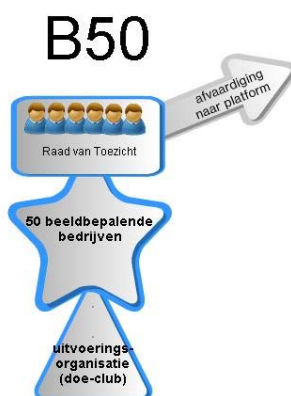 B50
afvaardiging
naar platform
Raad van Toezicht
50 beeldbepalende
bedrijven
uitvoerings-
organisatie
(doe-club)